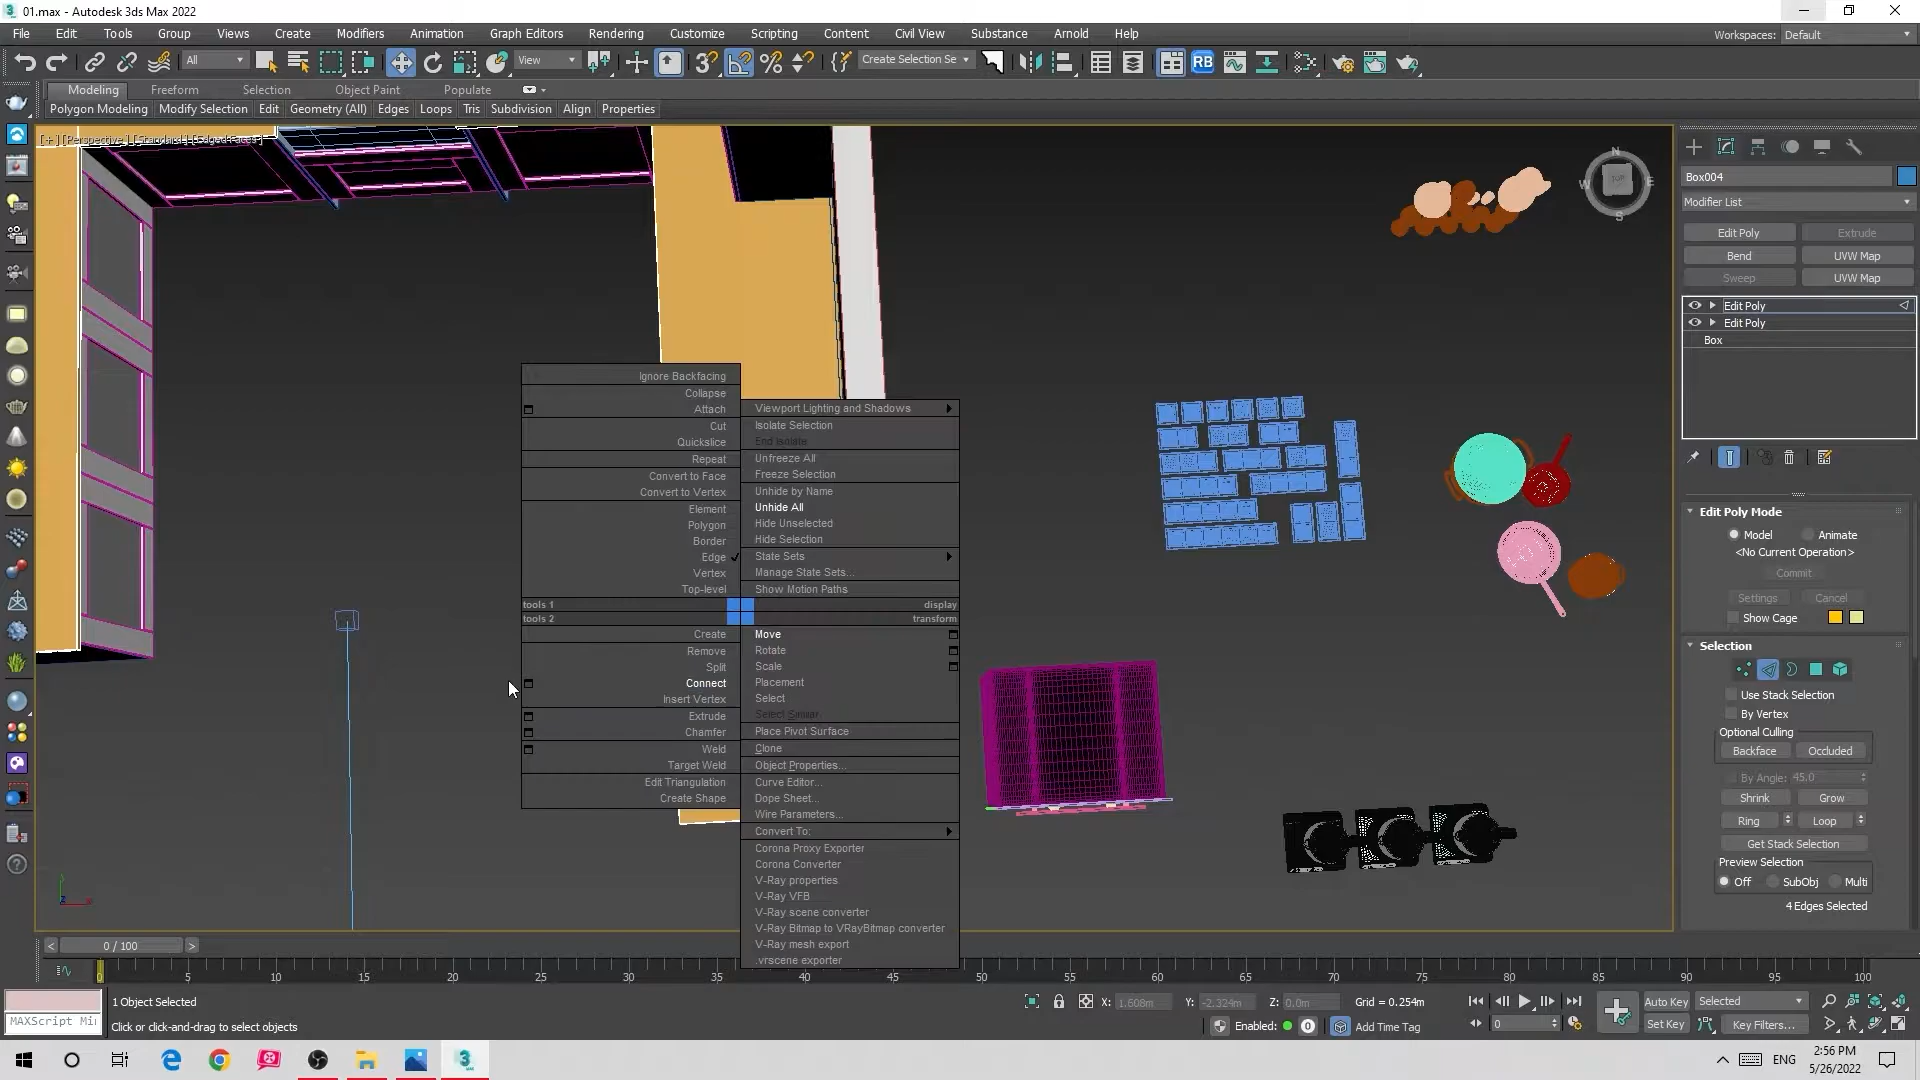 01.max - Autodesk 3ds Max 2022
File Edit Tools Group Views Create Modifiers Animation Graph Editors Rendering Customize Scripting Content Civil View Substance Arnold Help
Workspaces: Default
All
View
Create Selection Se
RB
Modeling Freeform Selection Object Paint Populate
Polygon Modeling Modify Selection Edit Geometry (All) Edges Loops Tris Subdivision Align Properties
[+] [Perspective] [Standard] [Edged Faces]
N
W TOP E
S
Ignore Backfacing
Collapse
Attach
Cut
Quickslice
Repeat
Convert to Face
Convert to Vertex
Element
Polygon
Border
Edge
Vertex
Top-level
tools 1
tools 2
Create
Remove
Split
Connect
Insert Vertex
Extrude
Chamfer
Weld
Target Weld
Edit Triangulation
Create Shape
Viewport Lighting and Shadows
Isolate Selection
End Isolate
Unfreeze All
Freeze Selection
Unhide by Name
Unhide All
Hide Unselected
Hide Selection
State Sets
Manage State Sets...
Show Motion Paths
display
transform
Move
Rotate
Scale
Placement
Select
Select Similar
Place Pivot Surface
Clone
Object Properties...
Curve Editor...
Dope Sheet...
Wire Parameters...
Convert To:
Corona Proxy Exporter
Corona Converter
V-Ray properties
V-Ray VFB
V-Ray scene converter
V-Ray Bitmap to VRayBitmap converter
V-Ray mesh export
.vrscene exporter
Box004
Modifier List
Edit Poly Extrude
Bend UVW Map
Sweep UVW Map
Edit Poly
Edit Poly
Box
Edit Poly Mode
Model Animate
<No Current Operation>
Commit
Settings Cancel
Show Cage
Selection
Use Stack Selection
By Vertex
Optional Culling
Backface Occluded
By Angle: 45.0
Shrink Grow
Ring Loop
Get Stack Selection
Preview Selection
Off SubObj Multi
4 Edges Selected
< 0 / 100 >
0 5 10 15 20 25 30 35 40 45 50 55 60 65 70 75 80 85 90 95 100
1 Object Selected
MAXScript Mi
Click or click-and-drag to select objects
X: 1.608m Y: -2.324m Z: 0.0m Grid = 0.254m
Enabled: 0 Add Time Tag
0
Auto Key Selected
Set Key Key Filters...
ENG
2:56 PM
5/26/2022